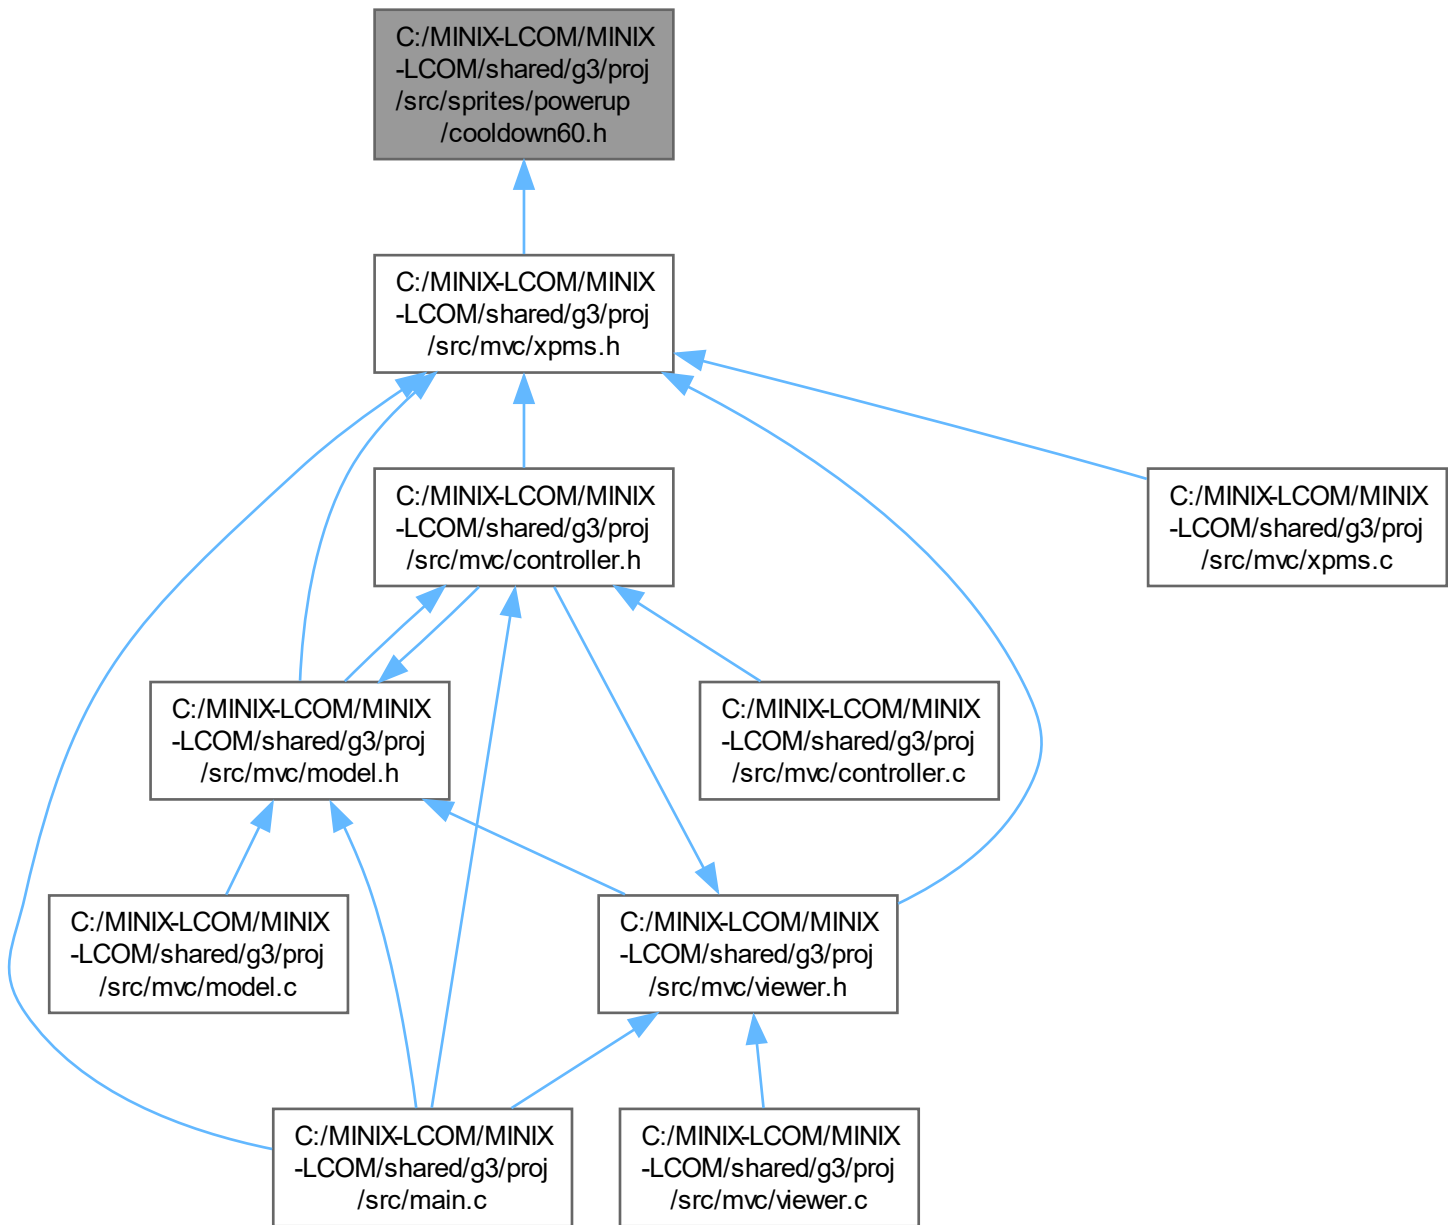 C:/MINIX-LCOM/MINIX
-LCOM/shared/g3/proj
/src/sprites/powerup
/cooldown60.h
C:/MINIX-LCOM/MINIX
-LCOM/shared/g3/proj
/src/mvc/xpms.h
C:/MINIX-LCOM/MINIX
-LCOM/shared/g3/proj
/src/mvc/controller.h
C:/MINIX-LCOM/MINIX
-LCOM/shared/g3/proj
/src/mvc/xpms.c
C:/MINIX-LCOM/MINIX
-LCOM/shared/g3/proj
/src/mvc/model.h
C:/MINIX-LCOM/MINIX
-LCOM/shared/g3/proj
/src/mvc/controller.c
C:/MINIX-LCOM/MINIX
-LCOM/shared/g3/proj
/src/mvc/model.c
C:/MINIX-LCOM/MINIX
-LCOM/shared/g3/proj
/src/mvc/viewer.h
C:/MINIX-LCOM/MINIX
-LCOM/shared/g3/proj
/src/main.c
C:/MINIX-LCOM/MINIX
-LCOM/shared/g3/proj
/src/mvc/viewer.c